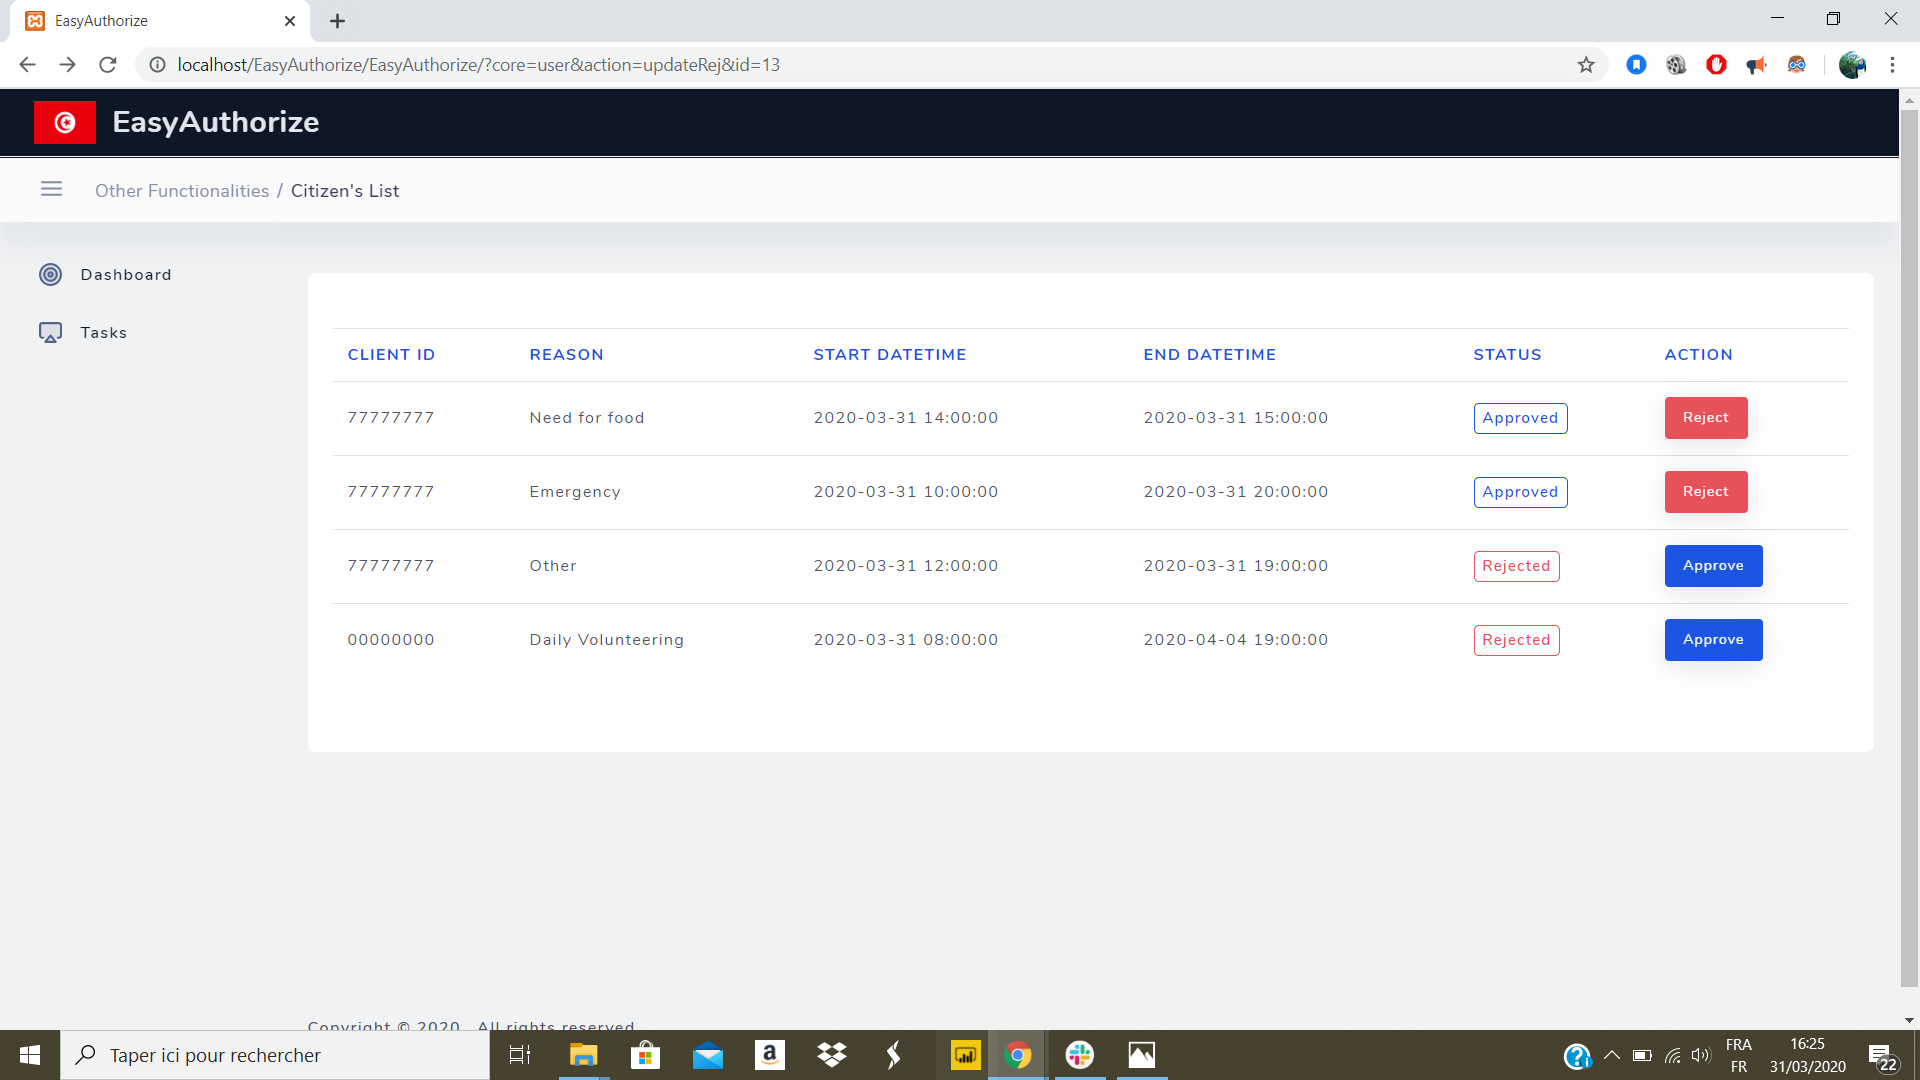 EasyAuthorize
localhost/EasyAuthorize/EasyAuthorize/?core=user&action=updateRej&id=13
EasyAuthorize
Other Functionalities / Citizen's List
Dashboard
Tasks
CLIENT ID REASON START DATETIME END DATETIME STATUS ACTION
77777777 Need for food 2020-03-31 14:00:00 2020-03-31 15:00:00 Approved Reject
77777777 Emergency 2020-03-31 10:00:00 2020-03-31 20:00:00 Approved Reject
77777777 Other 2020-03-31 12:00:00 2020-03-31 19:00:00 Rejected Approve
00000000 Daily Volunteering 2020-03-31 08:00:00 2020-04-04 19:00:00 Rejected Approve
Copyright © 2020 All rights reserved
Taper ici pour rechercher
FRA
FR
16:25
31/03/2020
22